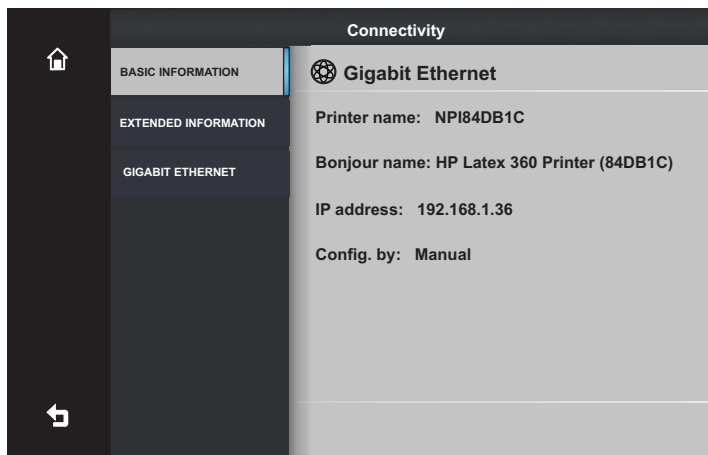 Connectivity
BASIC INFORMATION
EXTENDED INFORMATION
GIGABIT ETHERNET
Gigabit Ethernet
Printer name: NPI84DB1C
Bonjour name: HP Latex 360 Printer (84DB1C)
IP address: 192.168.1.36
Config. by: Manual